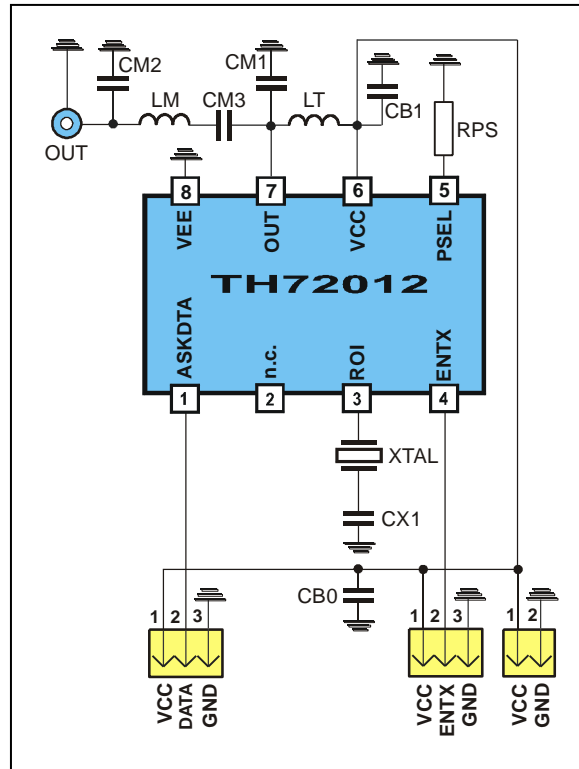 CM2
CM1
LM
CM3
LT
CB1
RPS
OUT
8
7
6
5
VEE
OUT
VCC
PSEL
TH72012
ASKDTA
n.c.
ROI
ENTX
1
2
3
4
XTAL
CX1
CB0
1 2 3
1 2 3
1 2
VCC
DATA
GND
VCC
ENTX
GND
VCC
GND